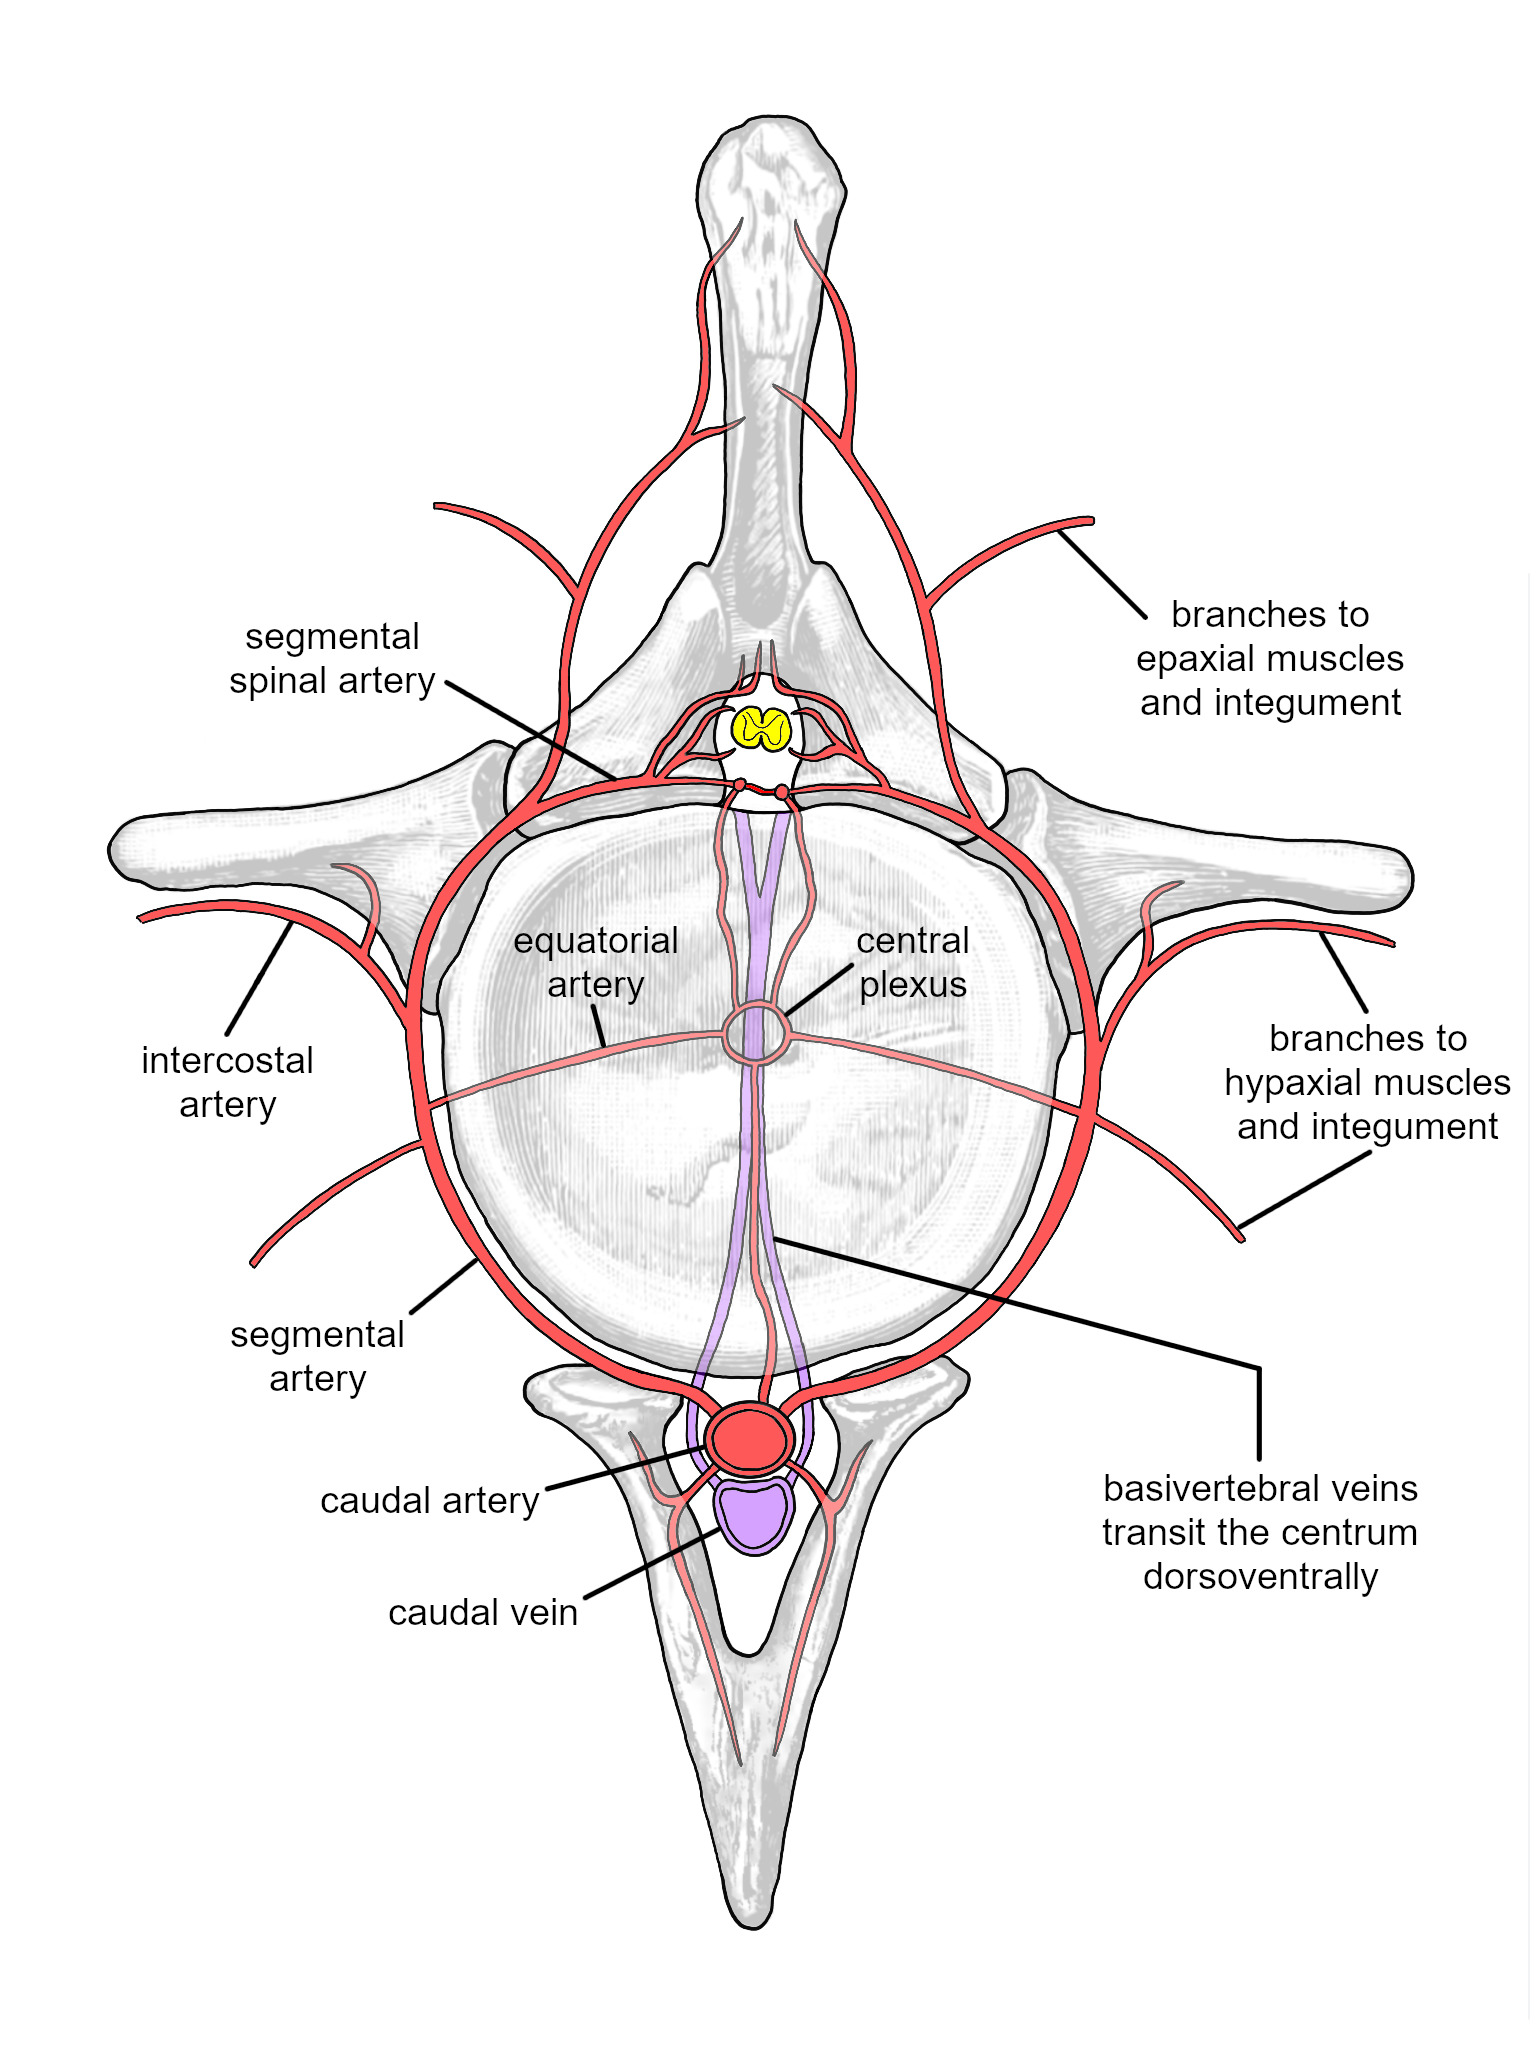 branches to
epaxial muscles
and integument
segmental
spinal artery
equatorial
artery
central
plexus
intercostal
artery
branches to
hypaxial muscles
and integument
segmental
artery
caudal artery
basivertebral veins
transit the centrum
dorsoventrally
caudal vein